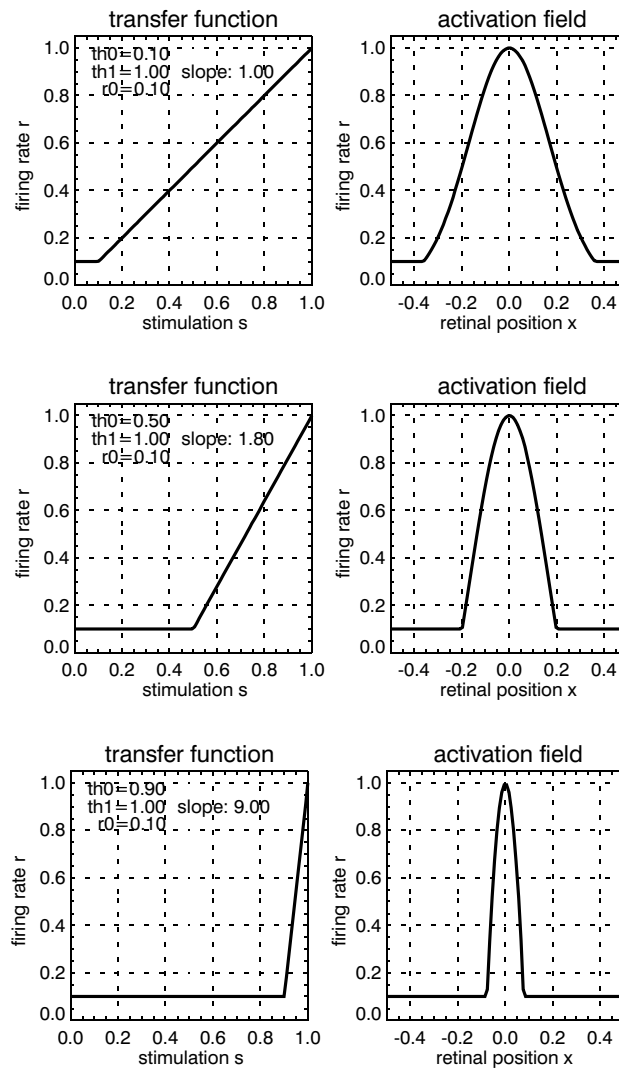 transfer function
th0=0.10
th1=1.00 slope: 1.00
r0=0.10
firing rate r
1.0
0.8
0.6
0.4
0.2
0.0
0.0 0.2 0.4 0.6 0.8 1.0
stimulation s
activation field
firing rate r
1.0
0.8
0.6
0.4
0.2
0.0
-0.4 -0.2 0.0 0.2 0.4
retinal position x
transfer function
th0=0.50
th1=1.00 slope: 1.80
r0=0.10
firing rate r
1.0
0.8
0.6
0.4
0.2
0.0
0.0 0.2 0.4 0.6 0.8 1.0
stimulation s
activation field
firing rate r
1.0
0.8
0.6
0.4
0.2
0.0
-0.4 -0.2 0.0 0.2 0.4
retinal position x
transfer function
th0=0.90
th1=1.00 slope: 9.00
r0=0.10
firing rate r
1.0
0.8
0.6
0.4
0.2
0.0
0.0 0.2 0.4 0.6 0.8 1.0
stimulation s
activation field
firing rate r
1.0
0.8
0.6
0.4
0.2
0.0
-0.4 -0.2 0.0 0.2 0.4
retinal position x